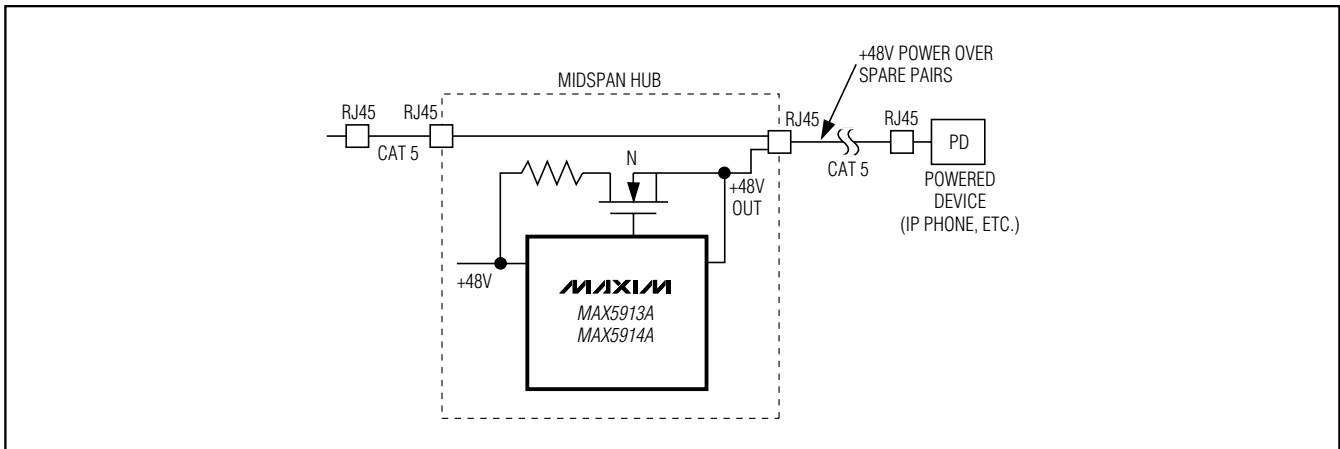 +48V POWER OVER
SPARE PAIRS
MIDSPAN HUB
RJ45
RJ45
RJ45
RJ45
CAT 5
N
+48V
OUT
CAT 5
PD
POWERED
DEVICE
(IP PHONE, ETC.)
+48V
MAXIM
MAX5913A
MAX5914A